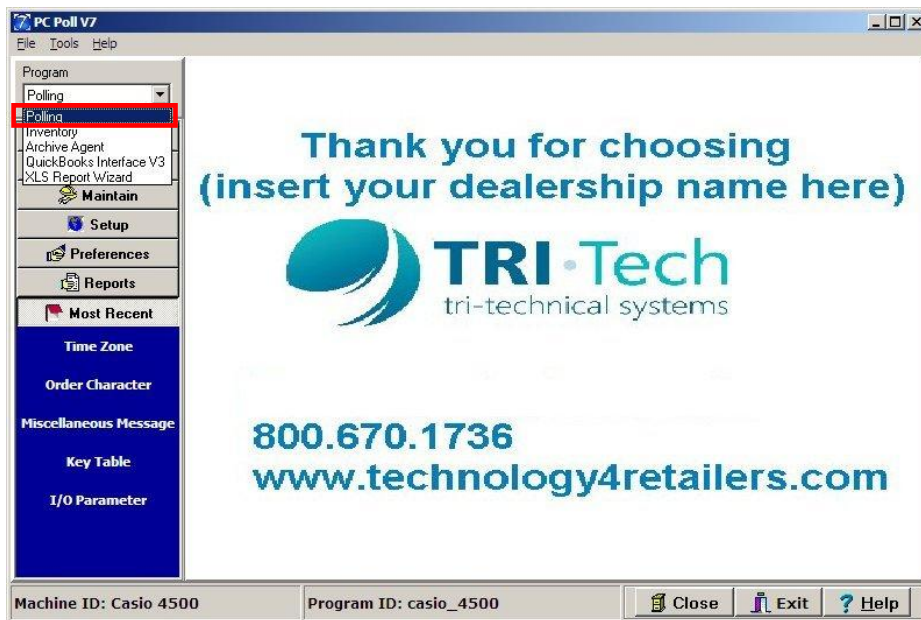 PC Poll V7
File Tools Help
Program
Polling
Polling
Inventory
Archive Agent
QuickBooks Interface V3
XLS Report Wizard
Maintain
Setup
Preferences
Reports
Most Recent
Time Zone
Order Character
Miscellaneous Message
Key Table
I/O Parameter
Thank you for choosing
(insert your dealership name here)
TRI·Tech
tri-technical systems
800.670.1736
www.technology4retailers.com
Machine ID: Casio 4500
Program ID: casio_4500
Close
Exit
? Help